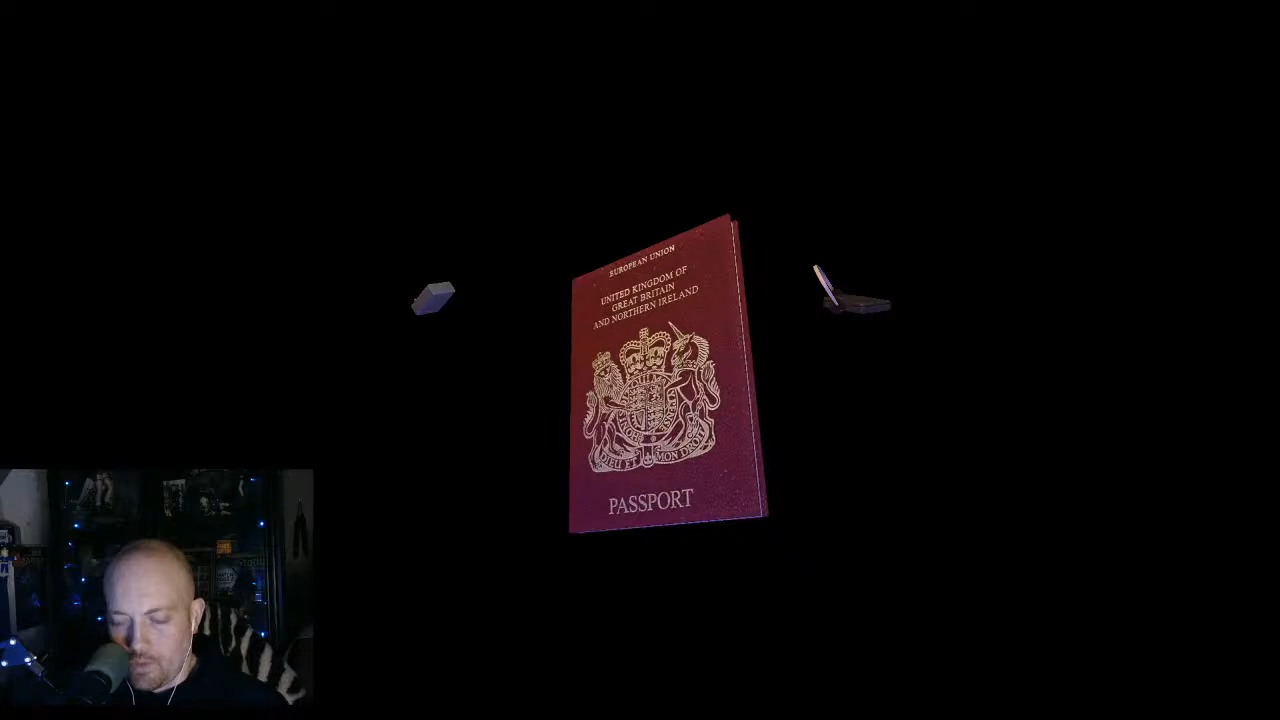 EUROPEAN UNION
UNITED KINGDOM OF
GREAT BRITAIN
AND NORTHERN IRELAND
DIEU ET MON DROIT
PASSPORT